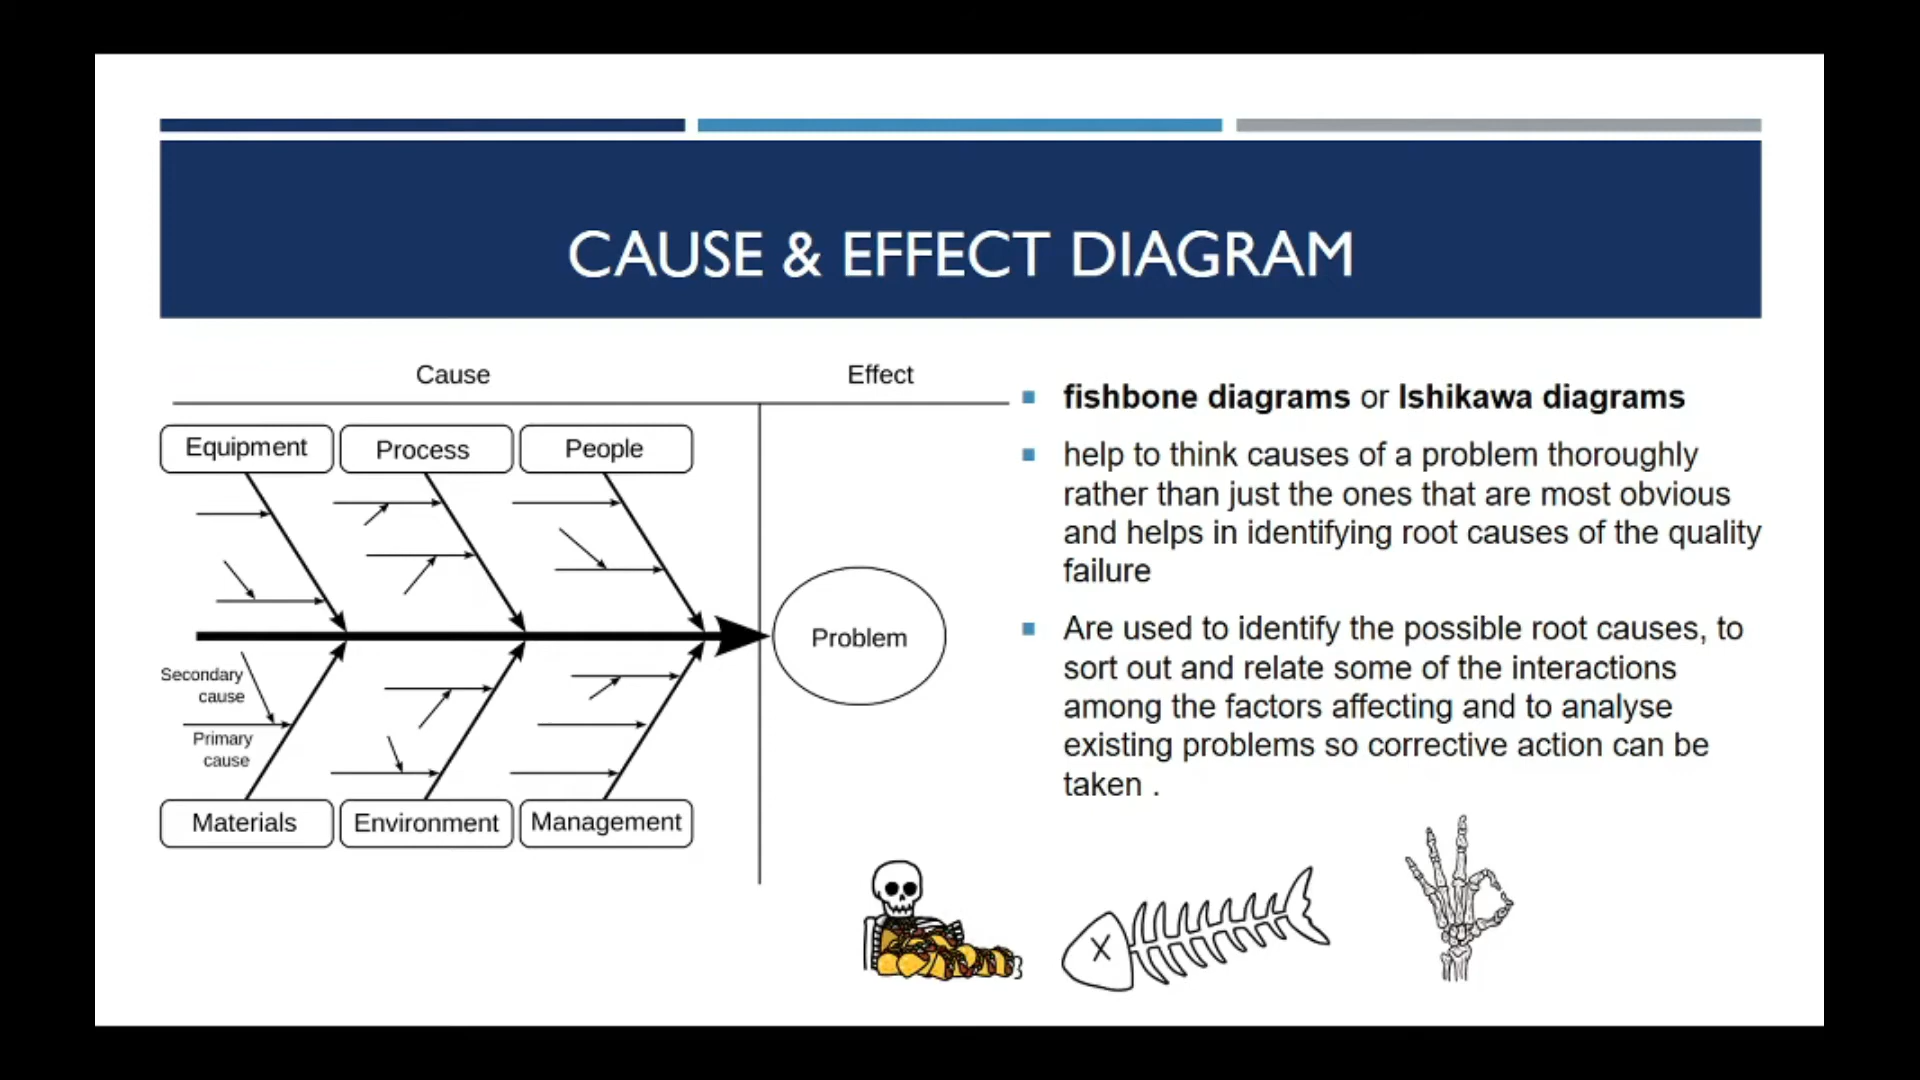 CAUSE & EFFECT DIAGRAM
Cause
Effect
Equipment
Process
People
Problem
Secondary
cause
Primary
cause
Materials
Environment
Management
fishbone diagrams or Ishikawa diagrams
help to think causes of a problem thoroughly
rather than just the ones that are most obvious
and helps in identifying root causes of the quality
failure
Are used to identify the possible root causes, to
sort out and relate some of the interactions
among the factors affecting and to analyse
existing problems so corrective action can be
taken .